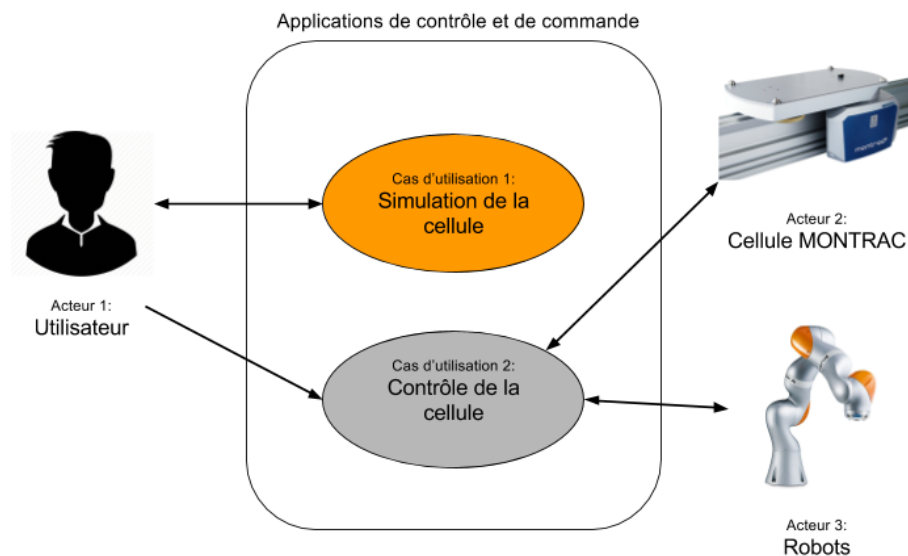 Applications de contrôle et de commande
Cas d'utilisation 1:
Simulation de la
cellule
montrac
Acteur 2:
Cellule MONTRAC
Acteur 1:
Utilisateur
Cas d'utilisation 2:
Contrôle de la
cellule
Acteur 3:
Robots